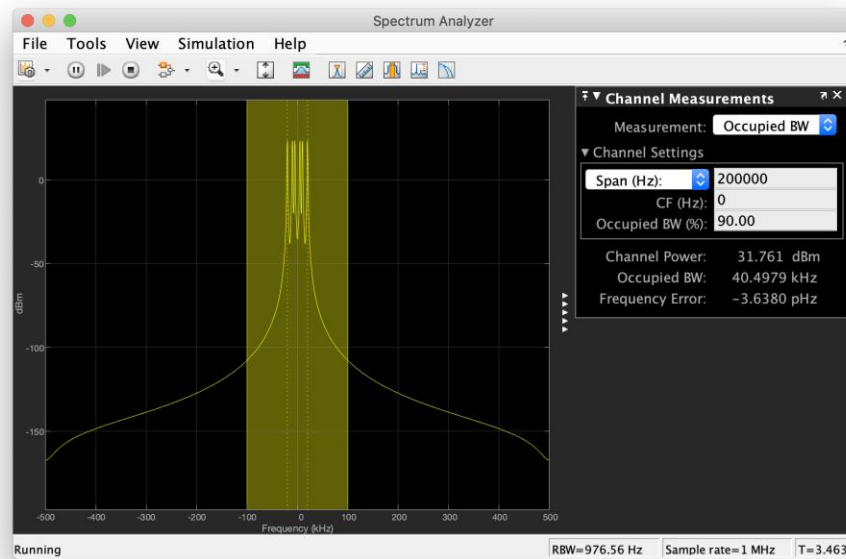 Spectrum Analyzer
File Tools View Simulation Help
Channel Measurements
Measurement: Occupied BW
Channel Settings
Span (Hz): 200000
CF (Hz): 0
Occupied BW (%): 90.00
Channel Power: 31.761 dBm
Occupied BW: 40.4979 kHz
Frequency Error: -3.6380 pHz
0
-50
-100
-150
dBm
-500 -400 -300 -200 -100 0 100 200 300 400 500
Frequency (kHz)
Running RBW=976.56 Hz Sample rate=1 MHz T=3.463